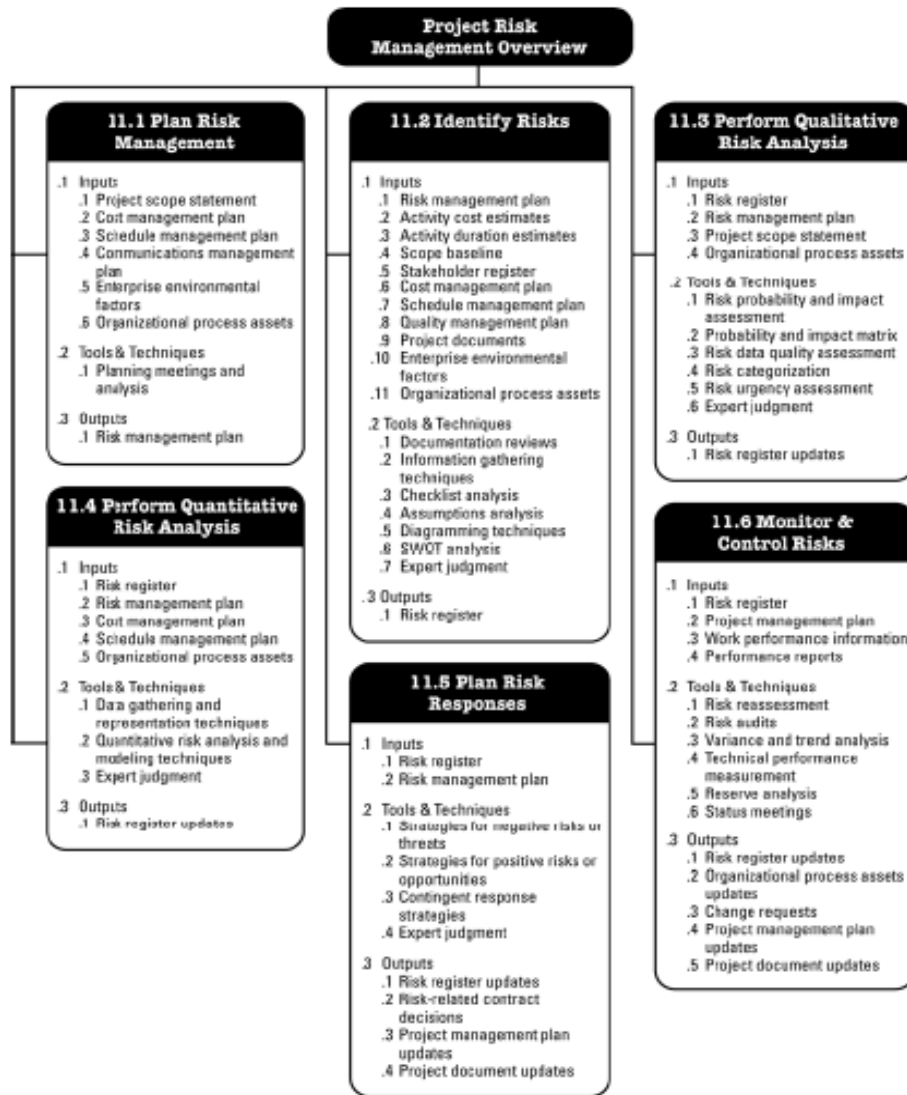 Project Risk
Management Overview
11.1 Plan Risk
Management
.1 Inputs
.1 Project scope statement
.2 Cost management plan
.3 Schedule management plan
.4 Communications management
plan
.5 Enterprise environmental
factors
.6 Organizational process assets
.2 Tools & Techniques
.1 Planning meetings and
analysis
.3 Outputs
.1 Risk management plan
11.2 Identify Risks
.1 Inputs
.1 Risk management plan
.2 Activity cost estimates
.3 Activity duration estimates
.4 Scope baseline
.5 Stakeholder register
.6 Cost management plan
.7 Schedule management plan
.8 Quality management plan
.9 Project documents
.10 Enterprise environmental
factors
.11 Organizational process assets
.2 Tools & Techniques
.1 Documentation reviews
.2 Information gathering
techniques
.3 Checklist analysis
.4 Assumptions analysis
.5 Diagramming techniques
.6 SWOT analysis
.7 Expert judgment
.3 Outputs
.1 Risk register
11.3 Perform Qualitative
Risk Analysis
.1 Inputs
.1 Risk register
.2 Risk management plan
.3 Project scope statement
.4 Organizational process assets
.2 Tools & Techniques
.1 Risk probability and impact
assessment
.2 Probability and impact matrix
.3 Risk data quality assessment
.4 Risk categorization
.5 Risk urgency assessment
.6 Expert judgment
.3 Outputs
.1 Risk register updates
11.4 Perform Quantitative
Risk Analysis
.1 Inputs
.1 Risk register
.2 Risk management plan
.3 Cost management plan
.4 Schedule management plan
.5 Organizational process assets
.2 Tools & Techniques
.1 Data gathering and
representation techniques
.2 Quantitative risk analysis and
modeling techniques
.3 Expert judgment
.3 Outputs
.1 Risk register updates
11.5 Plan Risk
Responses
.1 Inputs
.1 Risk register
.2 Risk management plan
.2 Tools & Techniques
.1 Strategies for negative risks or
threats
.2 Strategies for positive risks or
opportunities
.3 Contingent response
strategies
.4 Expert judgment
.3 Outputs
.1 Risk register updates
.2 Risk-related contract
decisions
.3 Project management plan
updates
.4 Project document updates
11.6 Monitor &
Control Risks
.1 Inputs
.1 Risk register
.2 Project management plan
.3 Work performance information
.4 Performance reports
.2 Tools & Techniques
.1 Risk reassessment
.2 Risk audits
.3 Variance and trend analysis
.4 Technical performance
measurement
.5 Reserve analysis
.6 Status meetings
.3 Outputs
.1 Risk register updates
.2 Organizational process assets
updates
.3 Change requests
.4 Project management plan
updates
.5 Project document updates